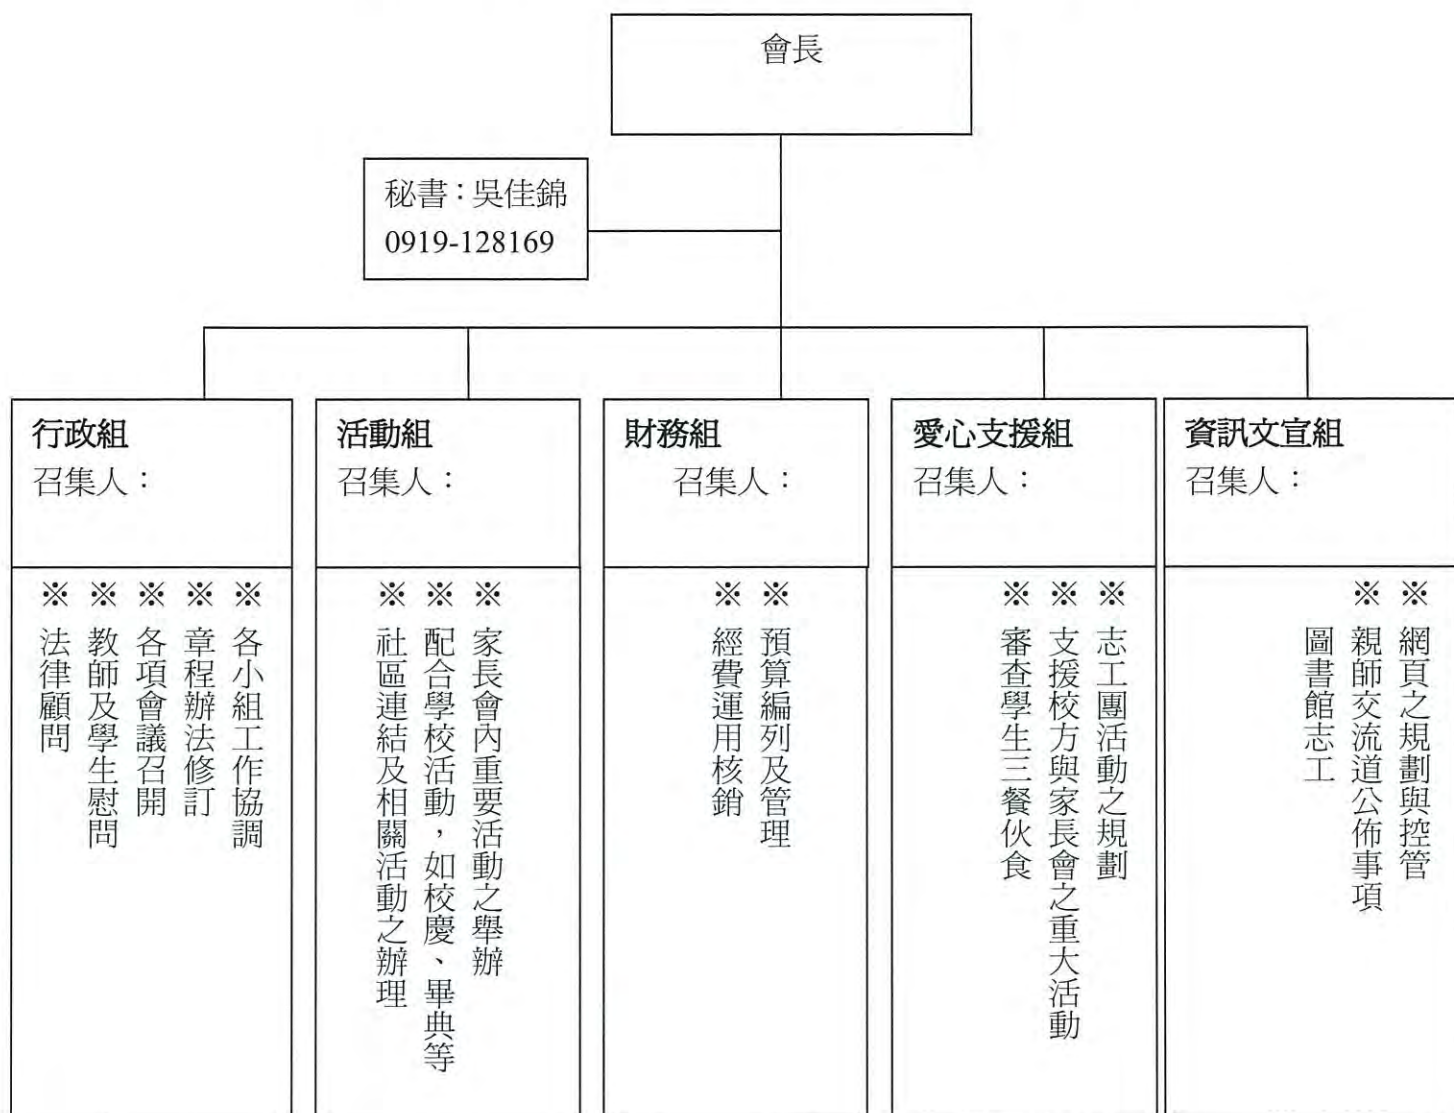 會長
秘書：吳佳錦
0919-128169
行政組
召集人：
※ 各小組工作協調
※ 章程辦法修訂
※ 各項會議召開
※ 教師及學生慰問
※ 法律顧問
活動組
召集人：
※ 家長會內重要活動之舉辦
※ 配合學校活動，如校慶、畢典等
※ 社區連結及相關活動之辦理
財務組
召集人：
※ 預算編列及管理
※ 經費運用核銷
愛心支援組
召集人：
※ 志工團活動之規劃
※ 支援校方與家長會之重大活動
※ 審查學生三餐伙食
資訊文宣組
召集人：
※ 網頁之規劃與控管
※ 親師交流道公佈事項
圖書館志工